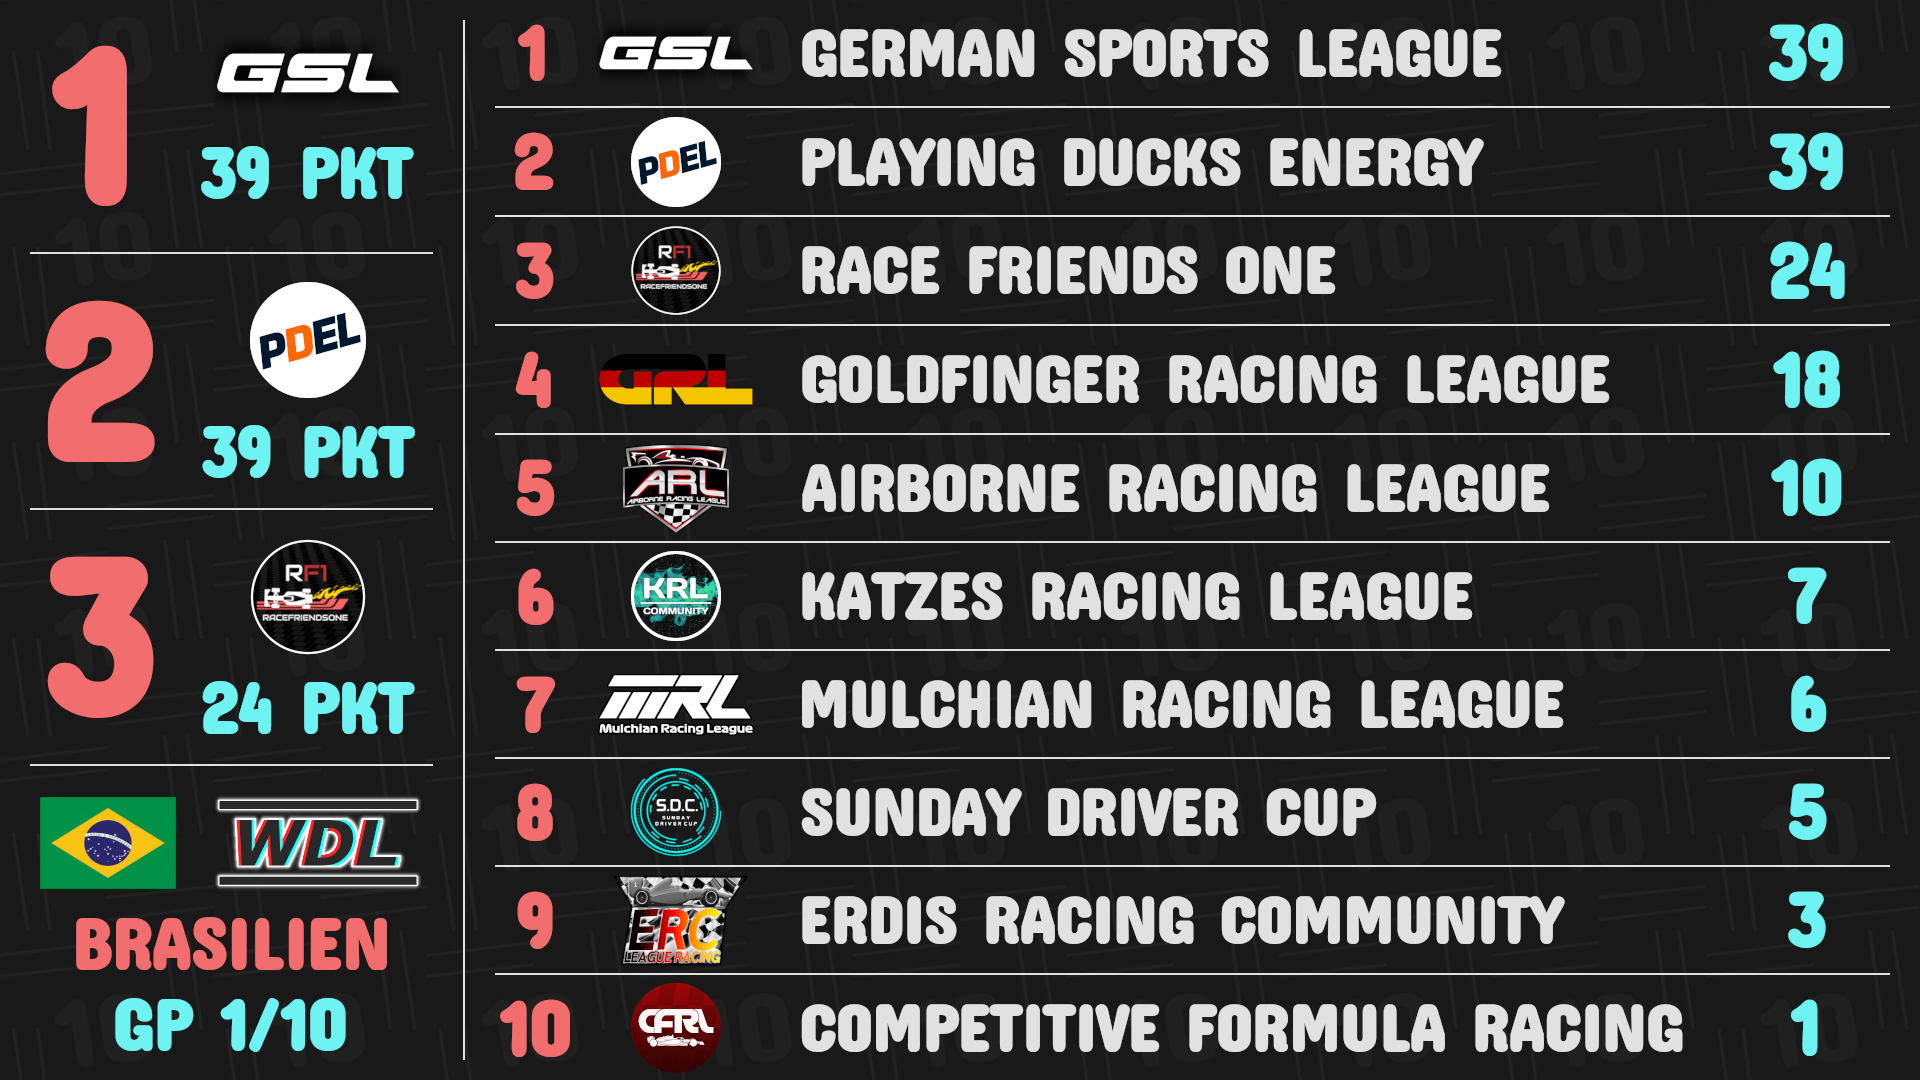 1
GSL
39 PKT
2
PDEL
39 PKT
3
RF1
RACEFRIENDSONE
24 PKT
WDL
BRASILIEN
GP 1/10
1 GSL GERMAN SPORTS LEAGUE 39
2 PDEL PLAYING DUCKS ENERGY 39
3 RF1 RACEFRIENDSONE RACE FRIENDS ONE 24
4 GRL GOLDFINGER RACING LEAGUE 18
5 ARL AIRBORNE RACING LEAGUE AIRBORNE RACING LEAGUE 10
6 KRL COMMUNITY KATZES RACING LEAGUE 7
7 MRL Mulchian Racing League MULCHIAN RACING LEAGUE 6
8 S.D.C. SUNDAY DRIVER CUP SUNDAY DRIVER CUP 5
9 ERC LEAGUE RACING ERDIS RACING COMMUNITY 3
10 CFRL COMPETITIVE FORMULA RACING 1